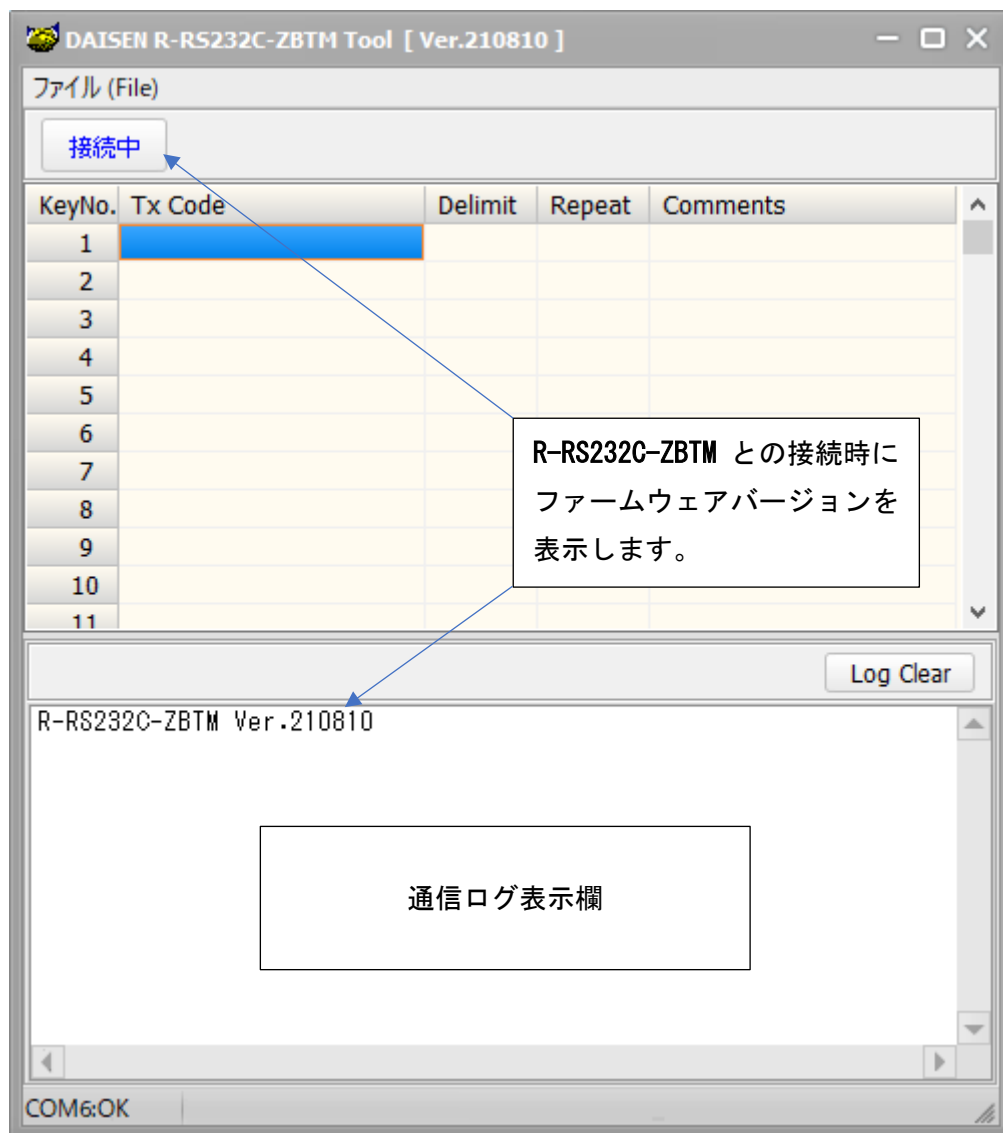 DAISEN R-RS232C-ZBTM Tool [ Ver.210810 ]
ファイル (File)
接続中
KeyNo. Tx Code Delimit Repeat Comments
1
2
3
4
5
6
7
8
9
10
11
R-RS232C-ZBTM との接続時に
ファームウェアバージョンを
表示します。
Log Clear
R-RS232C-ZBTM Ver.210810
通信ログ表示欄
COM6:OK